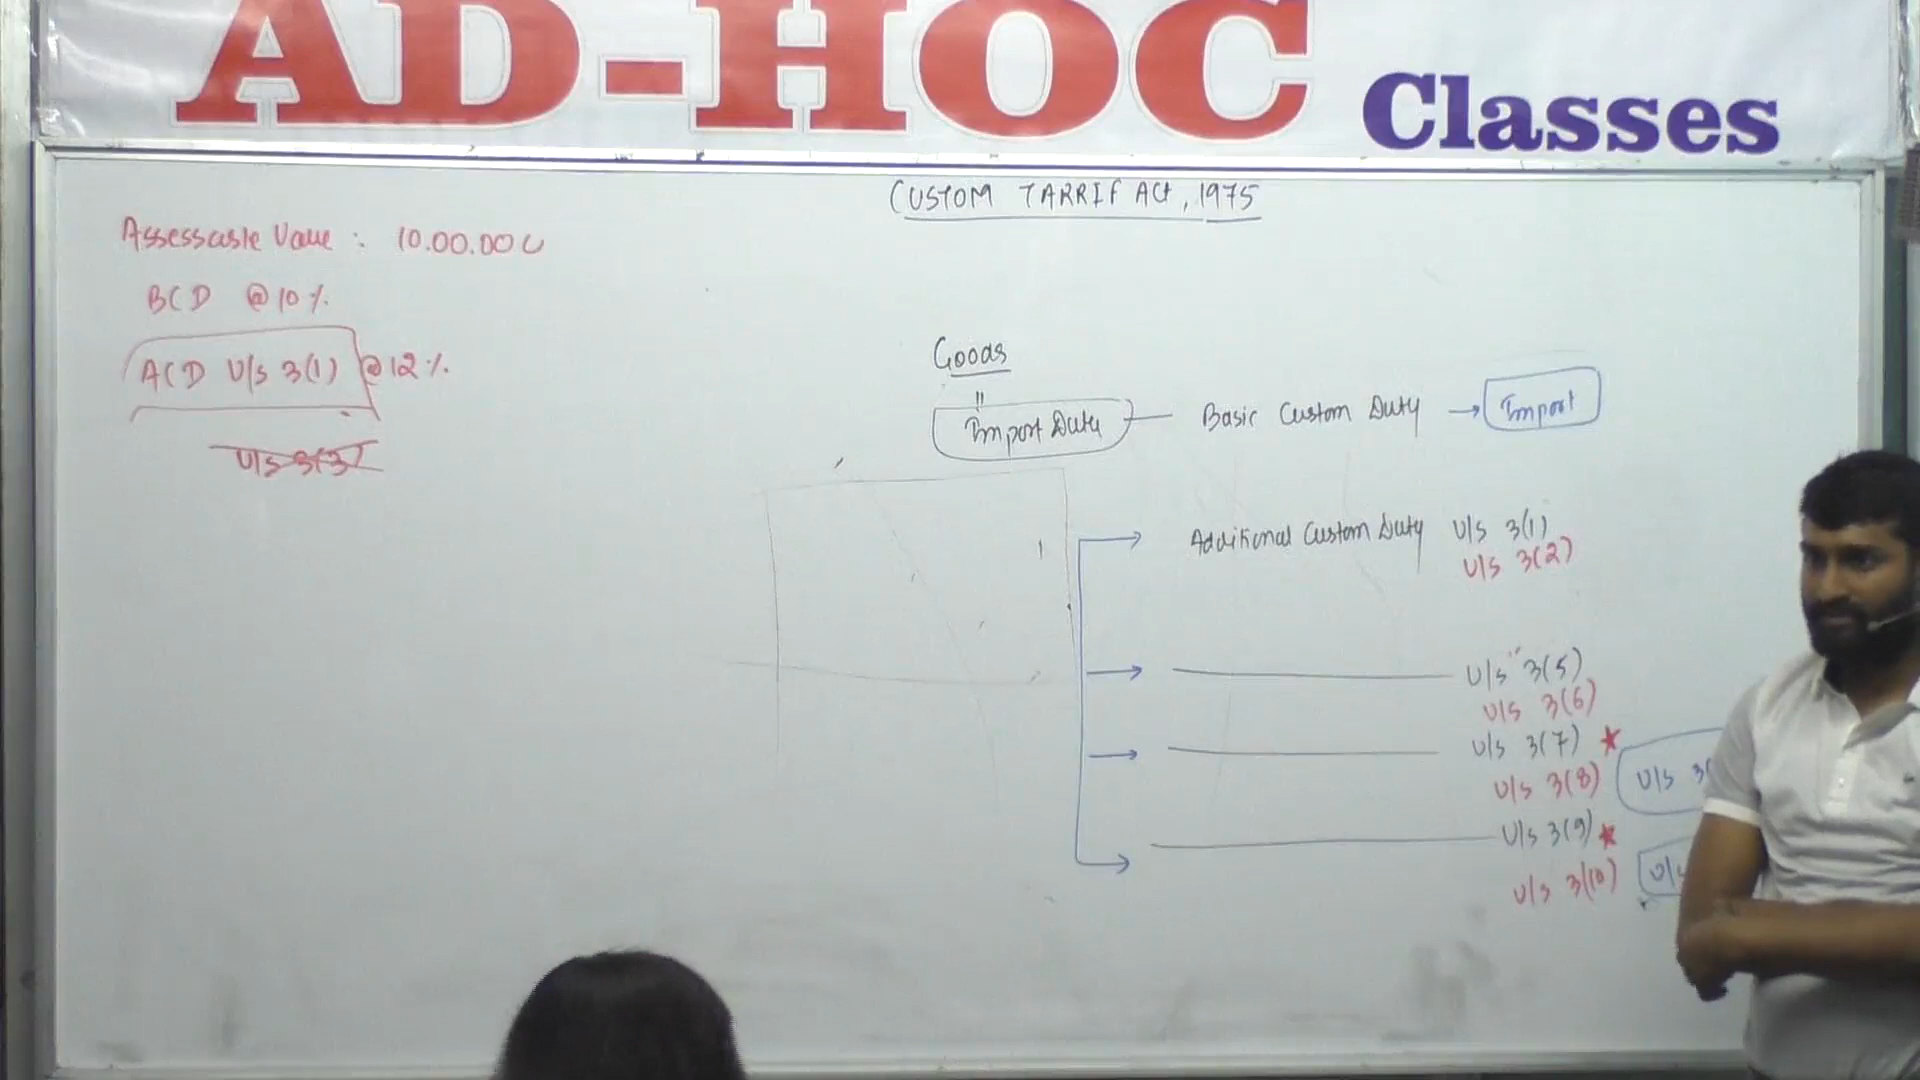 AD-HOC Classes
CUSTOM TARRIF ACt, 1975
Assessable Value : 10.00.000
BCD @ 10%
ACD U/s 3(1) @ 12%
U/s 3(3)
Goods
"
Import Duty — Basic Custom Duty → Import
Additional Custom Duty U/s 3(1)
U/s 3(2)
U/s 3(5)
U/s 3(6)
U/s 3(7) ★
U/s 3(8) U/s 3(
U/s 3(9) ★
U/s 3(10) U/s